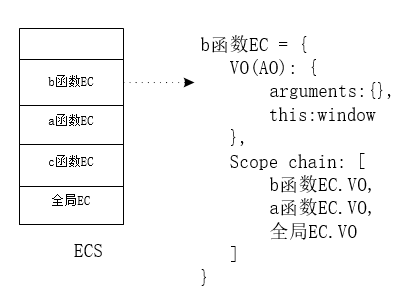 b函数EC
a函数EC
c函数EC
全局EC
ECS
b函数EC = {
VO(AO): {
arguments:{},
this:window
},
Scope chain: [
b函数EC.VO,
a函数EC.VO,
全局EC.VO
]
}